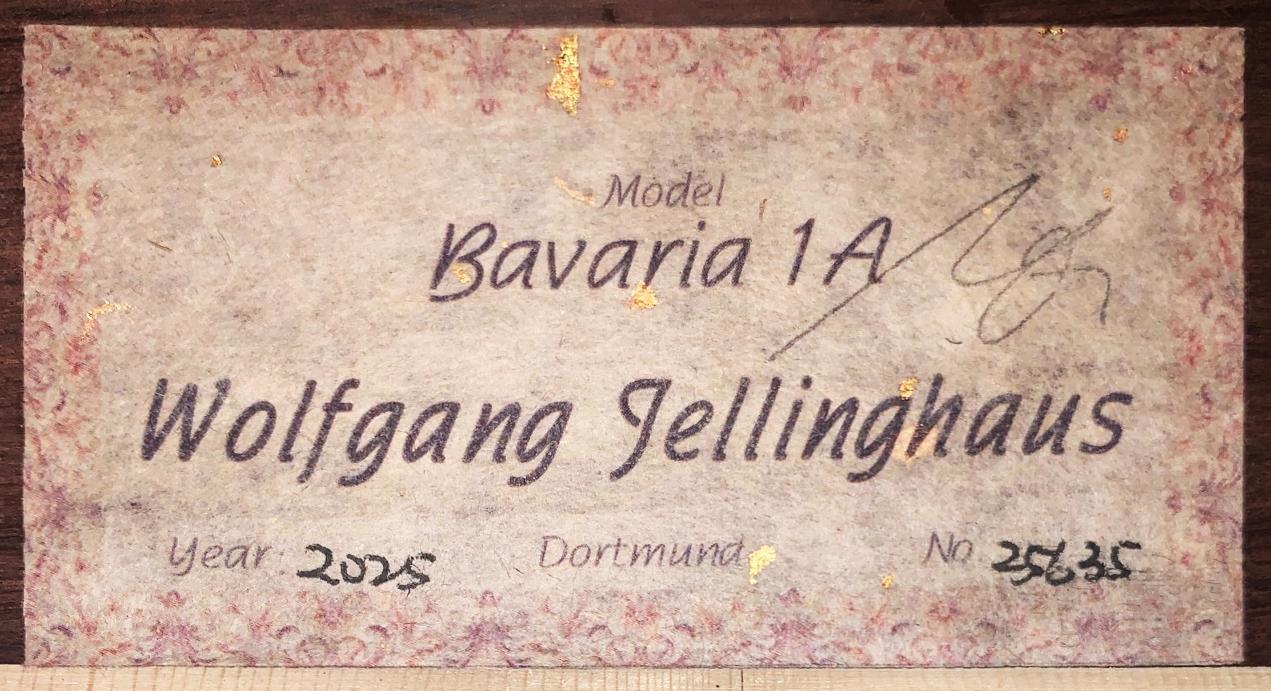 Model
Bavaria 1A
Wolfgang Jellinghaus
Year: 2025 Dortmund No 25635